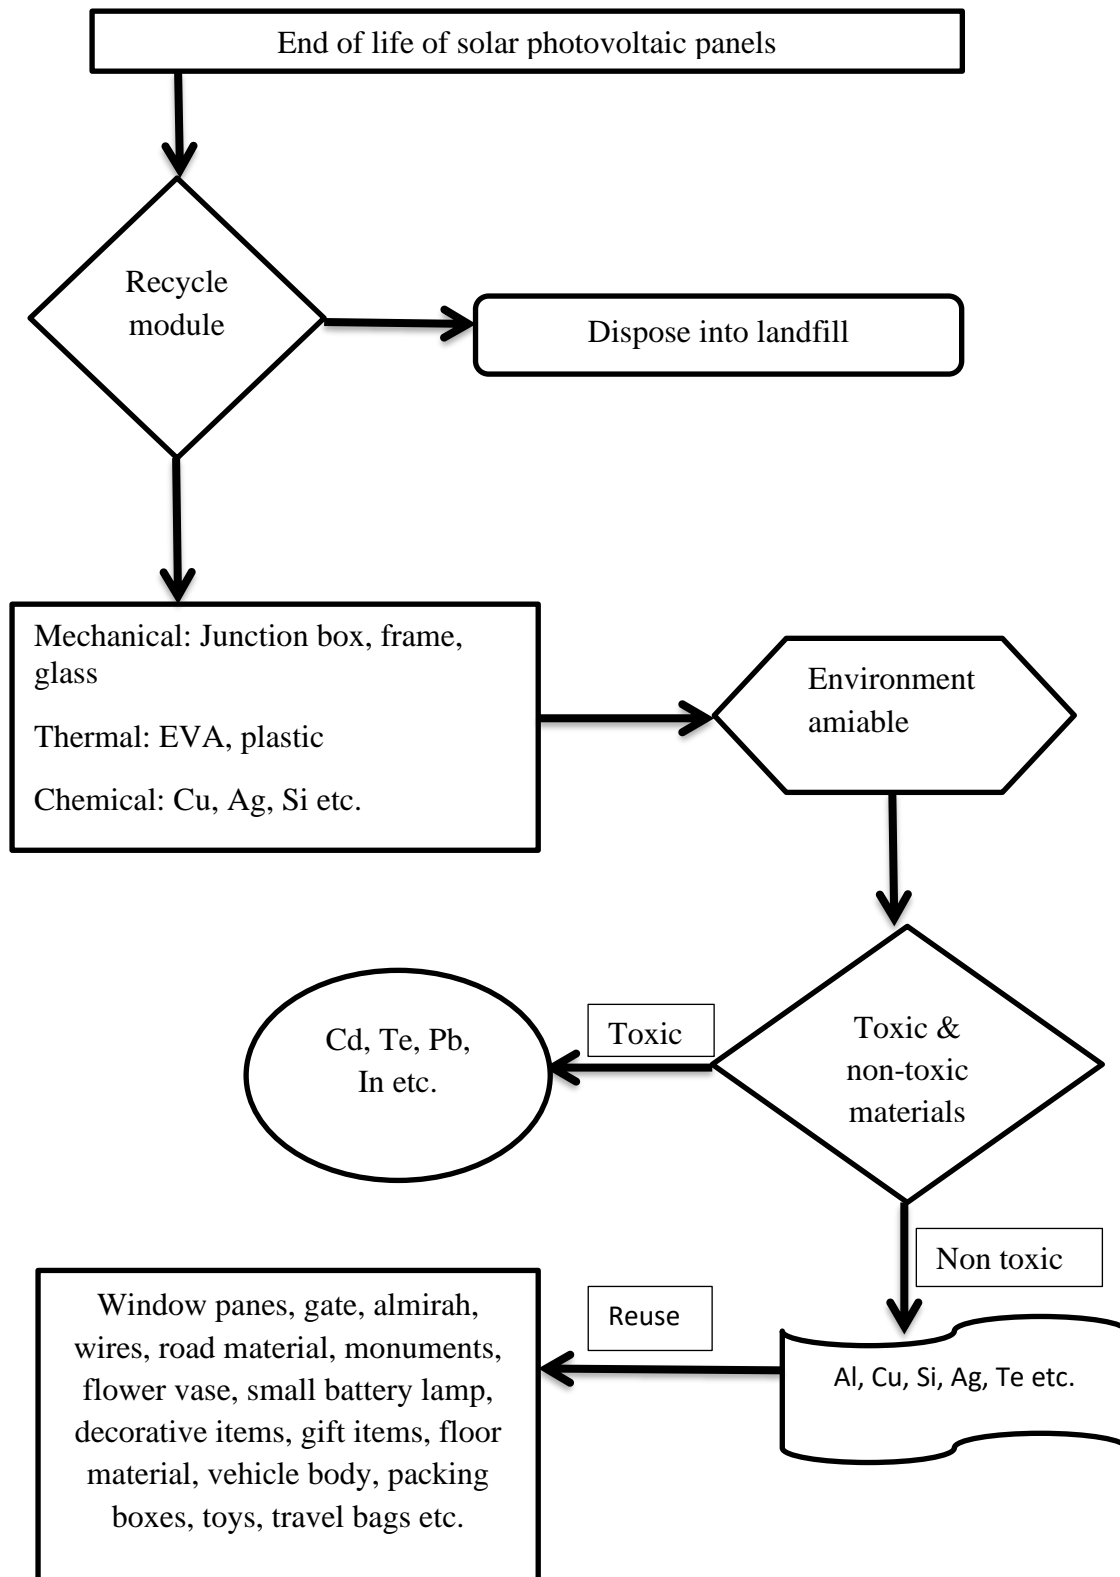 End of life of solar photovoltaic panels
Recycle
module
Dispose into landfill
Mechanical: Junction box, frame,
glass
Thermal: EVA, plastic
Chemical: Cu, Ag, Si etc.
Environment
amiable
Toxic &
non-toxic
materials
Toxic
Cd, Te, Pb,
In etc.
Non toxic
Al, Cu, Si, Ag, Te etc.
Reuse
Window panes, gate, almirah,
wires, road material, monuments,
flower vase, small battery lamp,
decorative items, gift items, floor
material, vehicle body, packing
boxes, toys, travel bags etc.